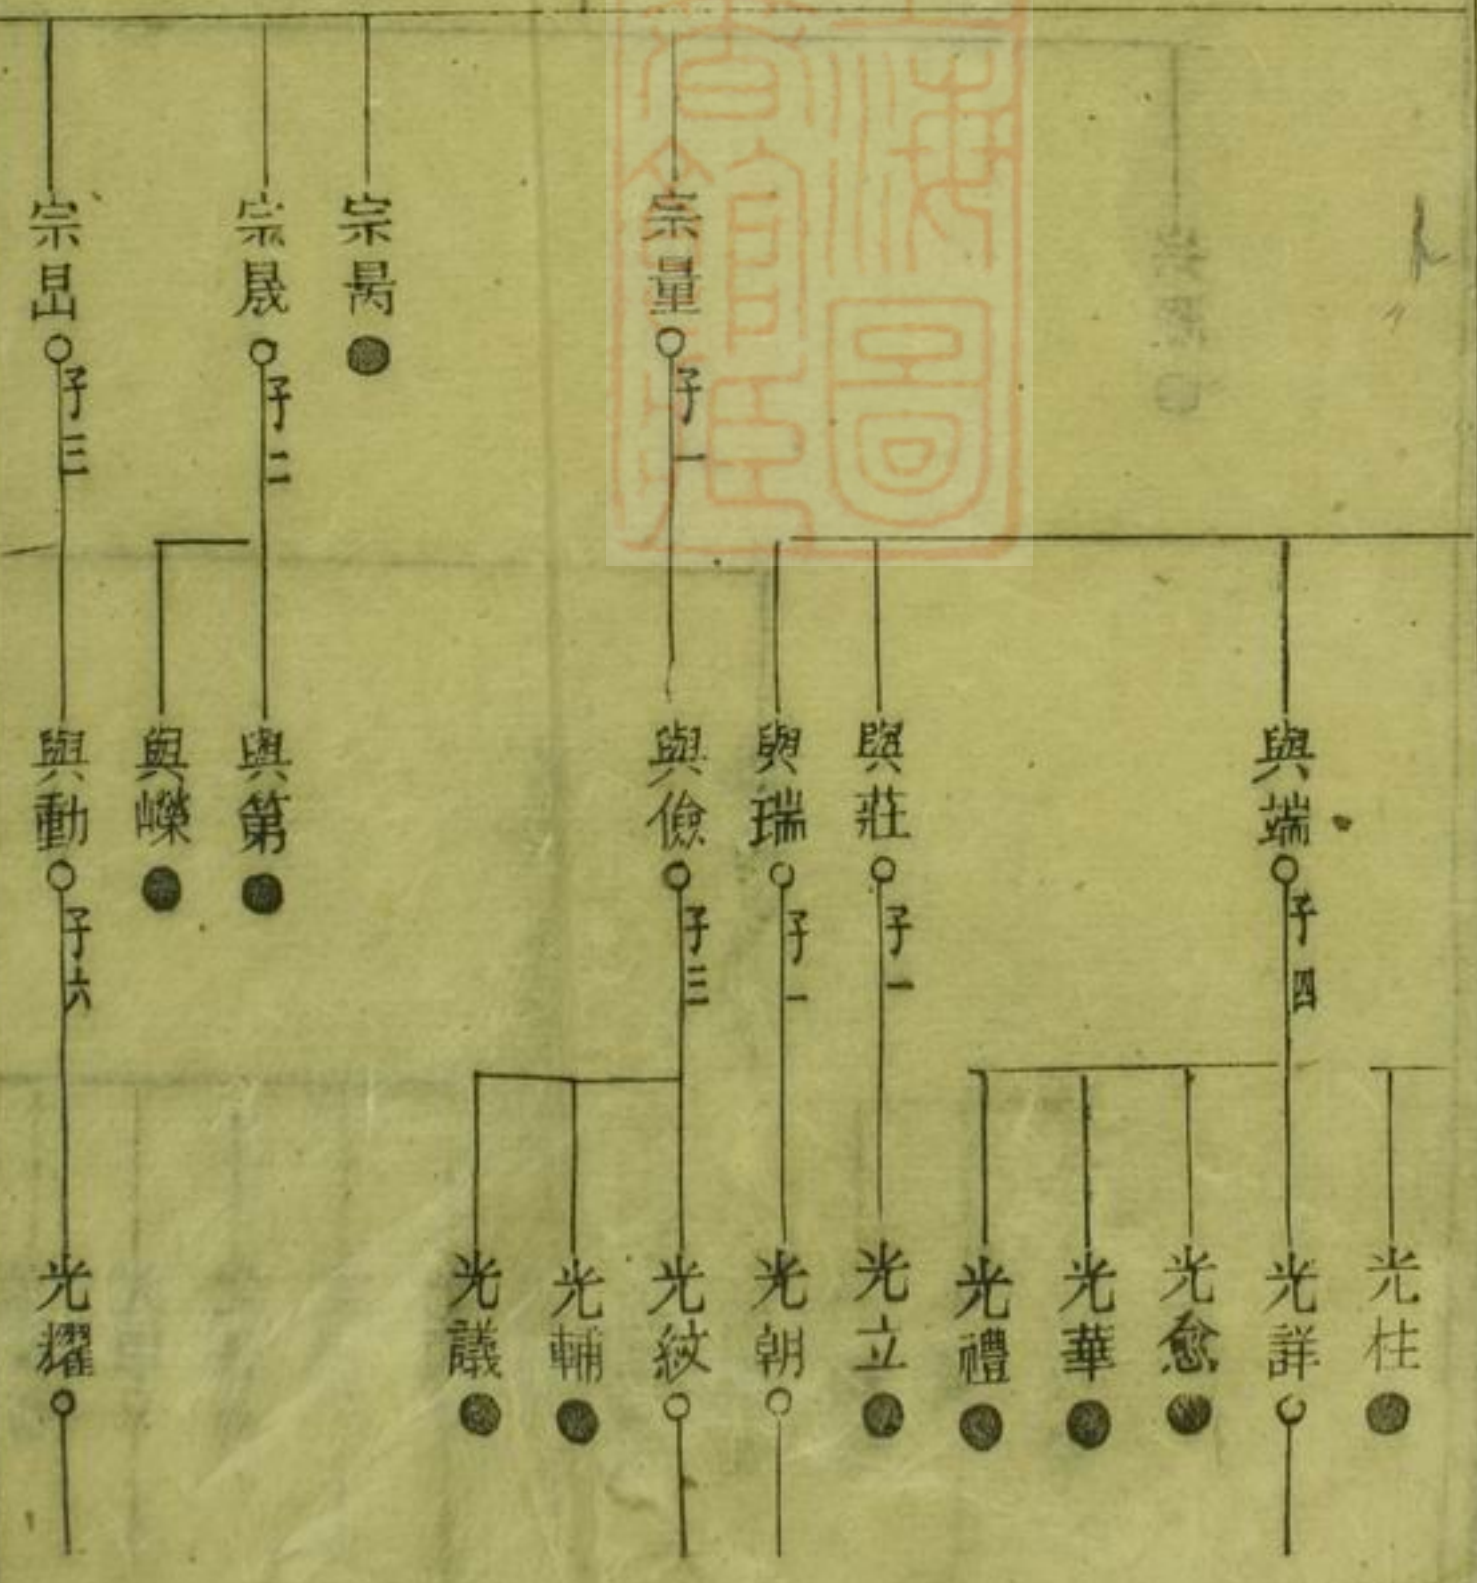 宗量
子一
宗晟
子二
宗昷
子三
與端
子四
與莊
子一
與瑞
子一
與儉
子三
與第
與嶸
與動
子六
光柱
光詳
光愈
光華
光禮
光立
光朝
光紋
光輔
光議
光耀